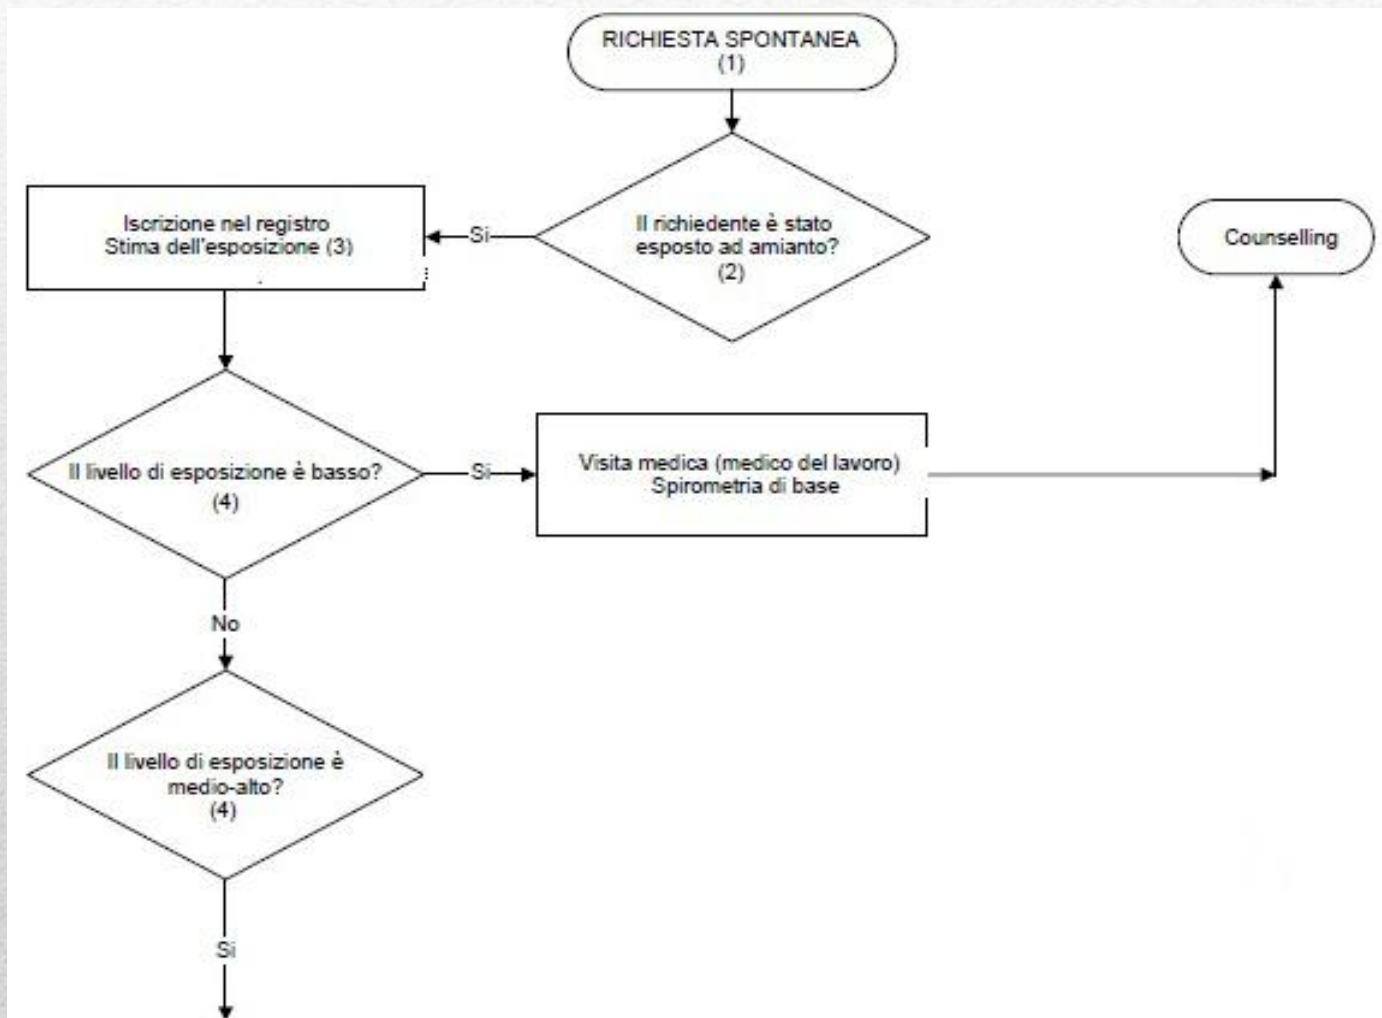 RICHIESTA SPONTANEA
(1)
Il richiedente è stato
esposto ad amianto?
(2)
Si
Iscrizione nel registro
Stima dell'esposizione (3)
Counselling
Il livello di esposizione è basso?
(4)
Si
Visita medica (medico del lavoro)
Spirometria di base
No
Il livello di esposizione è
medio-alto?
(4)
Si